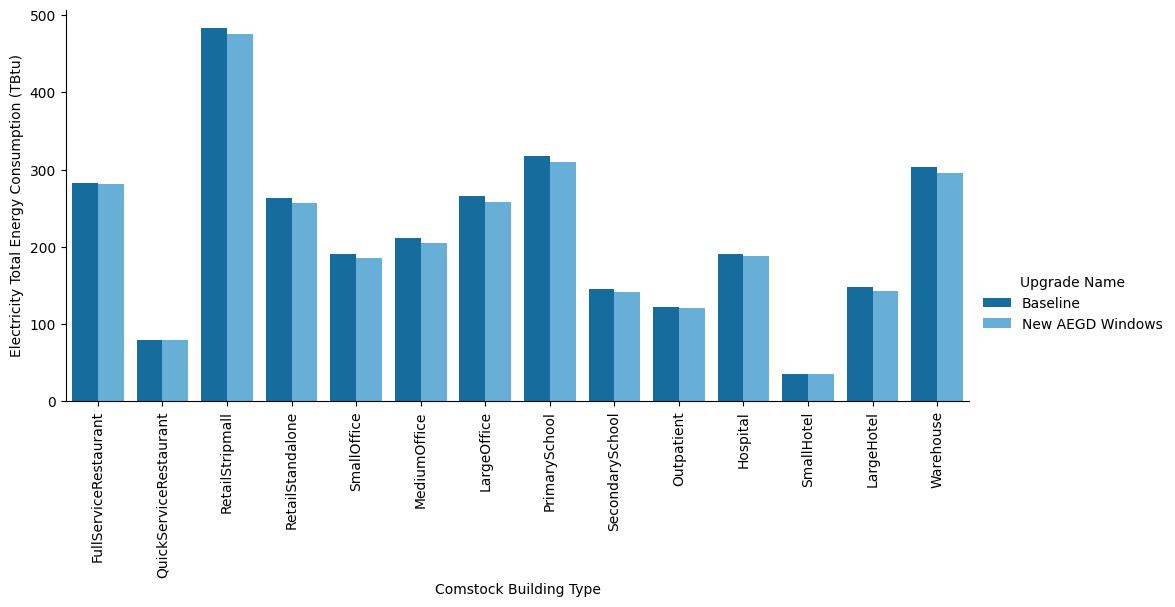 Electricity Total Energy Consumption (TBtu)
500
400
300
200
100
0
FullServiceRestaurant
QuickServiceRestaurant
RetailStripmall
RetailStandalone
SmallOffice
MediumOffice
LargeOffice
PrimarySchool
SecondarySchool
Outpatient
Hospital
SmallHotel
LargeHotel
Warehouse
Comstock Building Type
Upgrade Name
Baseline
New AEGD Windows